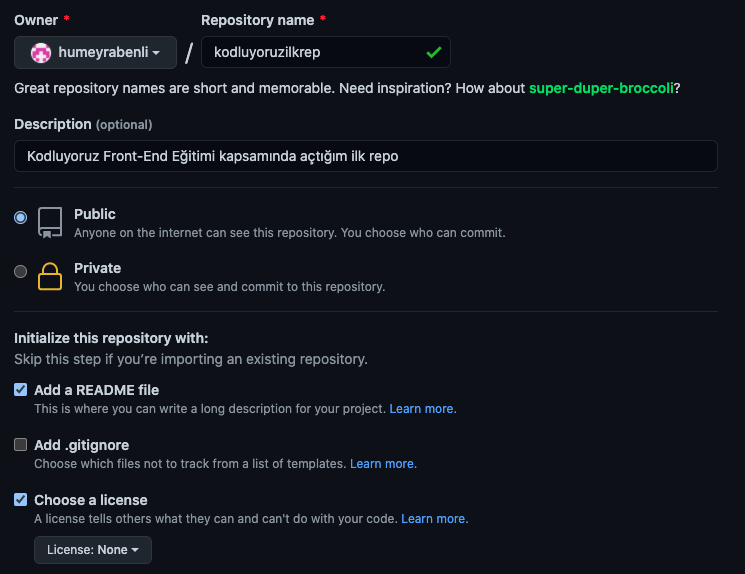 Owner *
Repository name *
humeyrabenli
/
kodluyoruzilkrep
Great repository names are short and memorable. Need inspiration? How about super-duper-broccoli?
Description (optional)
Kodluyoruz Front-End Eğitimi kapsamında açtığım ilk repo
Public
Anyone on the internet can see this repository. You choose who can commit.
Private
You choose who can see and commit to this repository.
Initialize this repository with:
Skip this step if you're importing an existing repository.
Add a README file
This is where you can write a long description for your project. Learn more.
Add .gitignore
Choose which files not to track from a list of templates. Learn more.
Choose a license
A license tells others what they can and can't do with your code. Learn more.
License: None